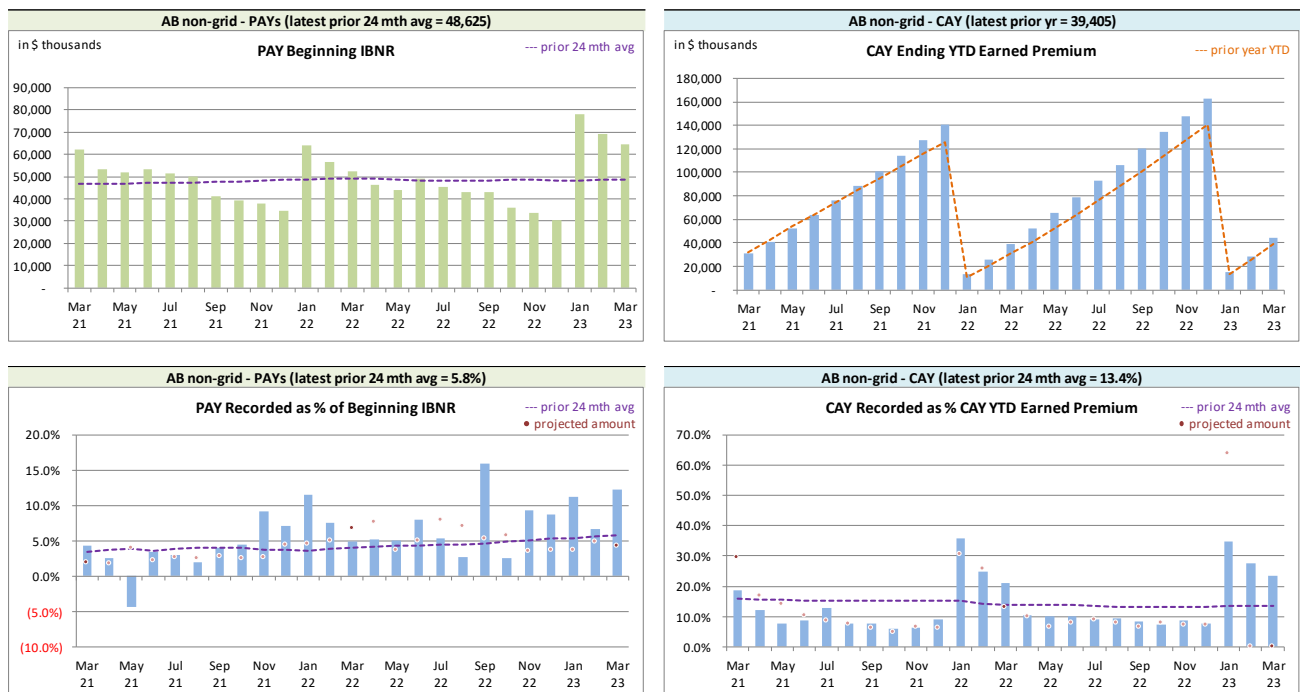 AB non-grid - PAYs (latest prior 24 mth avg = 48,625)
in $ thousands
PAY Beginning IBNR
--- prior 24 mth avg
90,000
80,000
70,000
60,000
50,000
40,000
30,000
20,000
10,000
-
Mar May Jul Sep Nov Jan Mar May Jul Sep Nov Jan Mar
21 21 21 21 21 22 22 22 22 22 22 23 23
AB non-grid - CAY (latest prior yr = 39,405)
in $ thousands
CAY Ending YTD Earned Premium
--- prior year YTD
180,000
160,000
140,000
120,000
100,000
80,000
60,000
40,000
20,000
-
Mar May Jul Sep Nov Jan Mar May Jul Sep Nov Jan Mar
21 21 21 21 21 22 22 22 22 22 22 23 23
AB non-grid - PAYs (latest prior 24 mth avg = 5.8%)
PAY Recorded as % of Beginning IBNR
--- prior 24 mth avg
• projected amount
20.0%
15.0%
10.0%
5.0%
0.0%
(5.0%)
(10.0%)
Mar May Jul Sep Nov Jan Mar May Jul Sep Nov Jan Mar
21 21 21 21 21 22 22 22 22 22 22 23 23
AB non-grid - CAY (latest prior 24 mth avg = 13.4%)
CAY Recorded as % CAY YTD Earned Premium
--- prior 24 mth avg
• projected amount
70.0%
60.0%
50.0%
40.0%
30.0%
20.0%
10.0%
0.0%
Mar May Jul Sep Nov Jan Mar May Jul Sep Nov Jan Mar
21 21 21 21 21 22 22 22 22 22 22 23 23